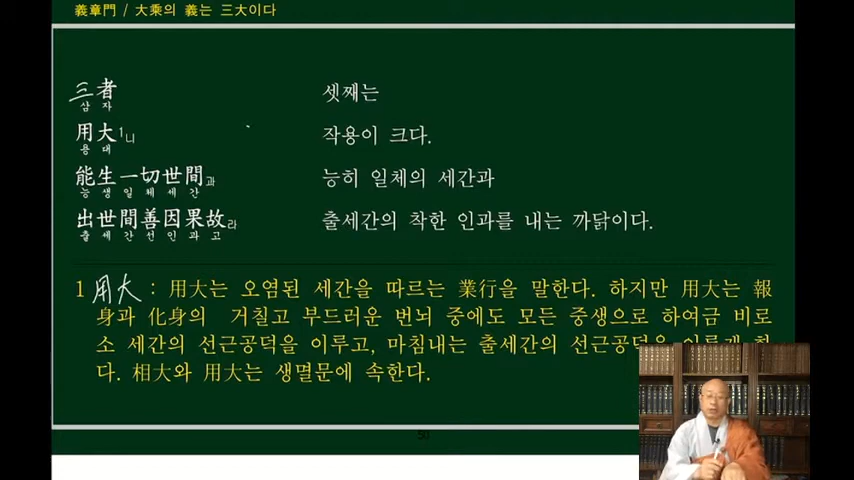 義章門 / 大乘의 義는 三大이다
三者
삼 자
셋째는
用大1니
용 대
작용이 크다.
能生一切世間과
능 생 일 체 세 간
능히 일체의 세간과
出世間善因果故라
출 세 간 선 인 과 고
출세간의 착한 인과를 내는 까닭이다.
1 用大 : 用大는 오염된 세간을 따르는 業行을 말한다. 하지만 用大는 報
身과 化身의 거칠고 부드러운 번뇌 중에도 모든 중생으로 하여금 비로
소 세간의 선근공덕을 이루고, 마침내는 출세간의 선근공덕을
다. 相大와 用大는 생멸문에 속한다.
50